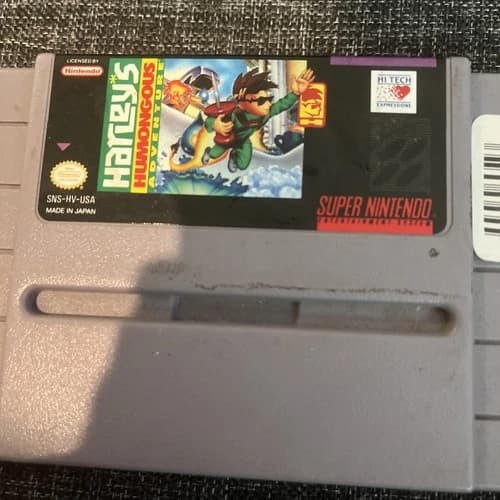 LICENSED BY
Nintendo
Harley's
HUMONGOUS
ADVENTURE
HI TECH
EXPRESSIONS
SNS-HV-USA
MADE IN JAPAN
SUPER NINTENDO
ENTERTAINMENT SYSTEM